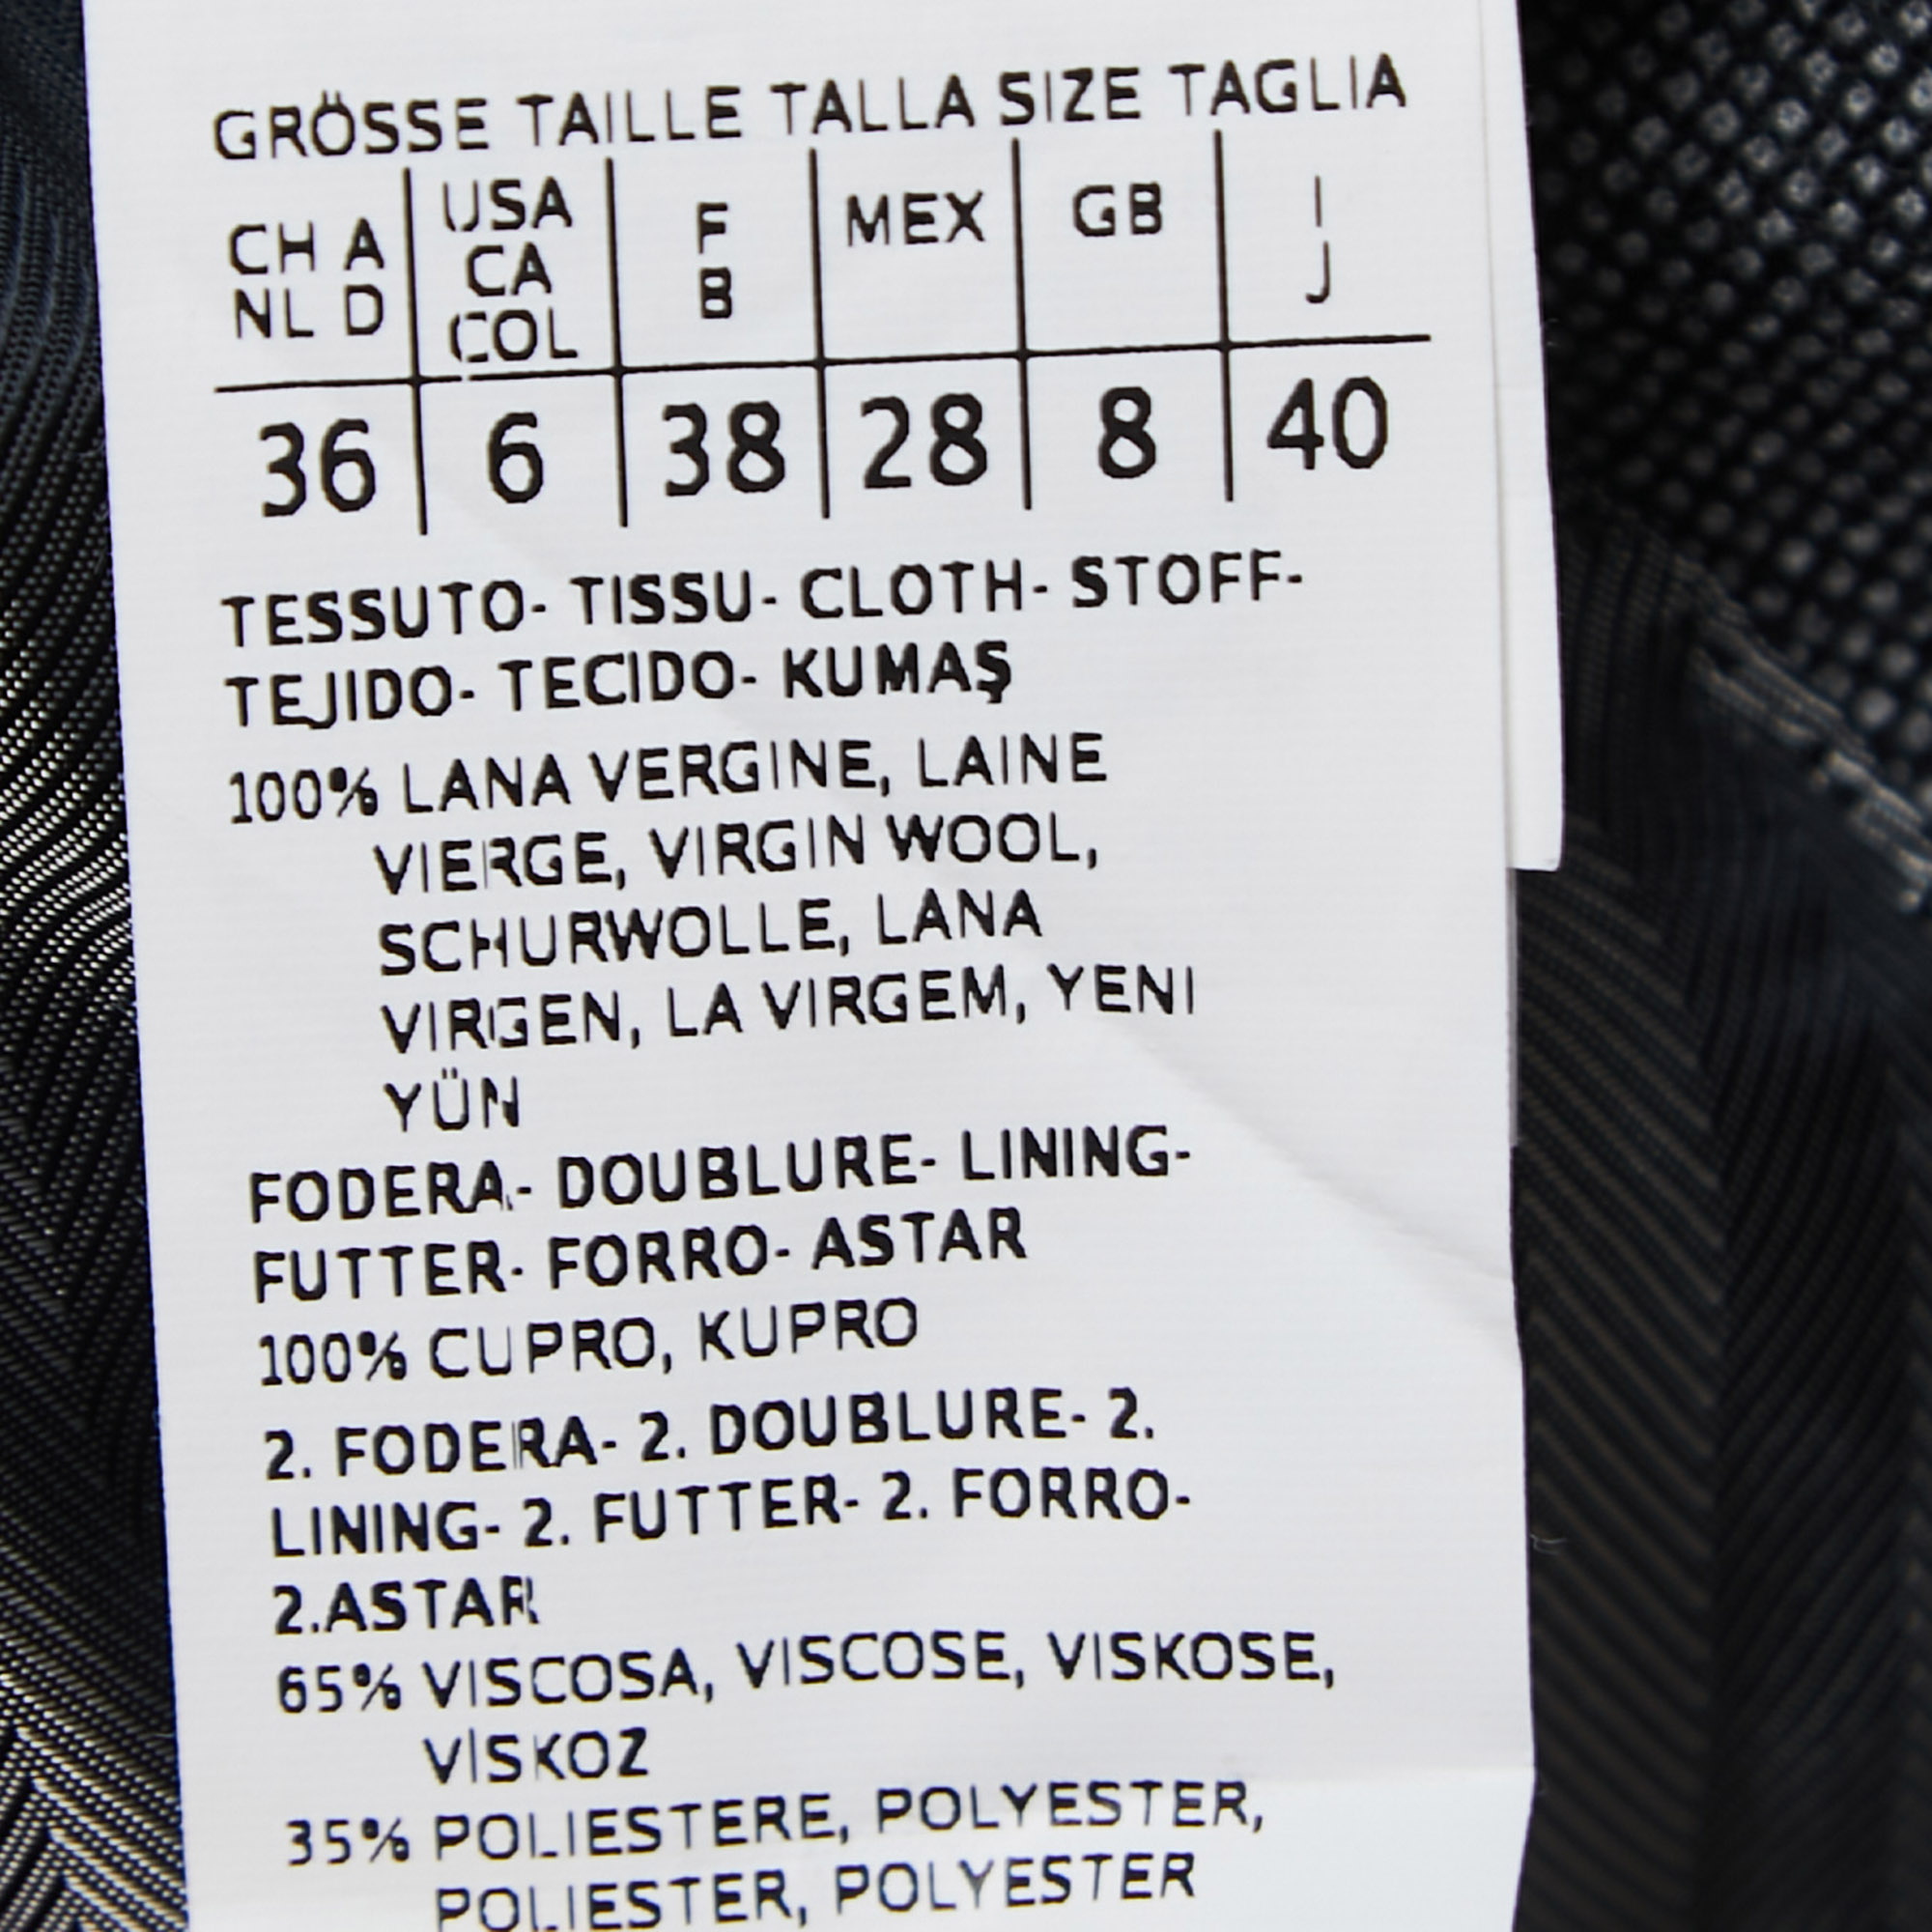 GRÖSSE TAILLE TALLA SIZE TAGLIA
CH A USA F MEX GB I
NL D CA B J
COL
36 6 38 28 8 40
TESSUTO- TISSU- CLOTH- STOFF-
TEJIDO- TECIDO- KUMAŞ
100% LANA VERGINE, LAINE
VIERGE, VIRGIN WOOL,
SCHURWOLLE, LANA
VIRGEN, LA VIRGEM, YENI
YÜN
FODERA- DOUBLURE- LINING-
FUTTER- FORRO- ASTAR
100% CUPRO, KUPRO
2. FODERA- 2. DOUBLURE- 2.
LINING- 2. FUTTER- 2. FORRO-
2.ASTAR
65% VISCOSA, VISCOSE, VISKOSE,
VİSKOZ
35% POLIESTERE, POLYESTER,
POLIESTER, POLYESTER